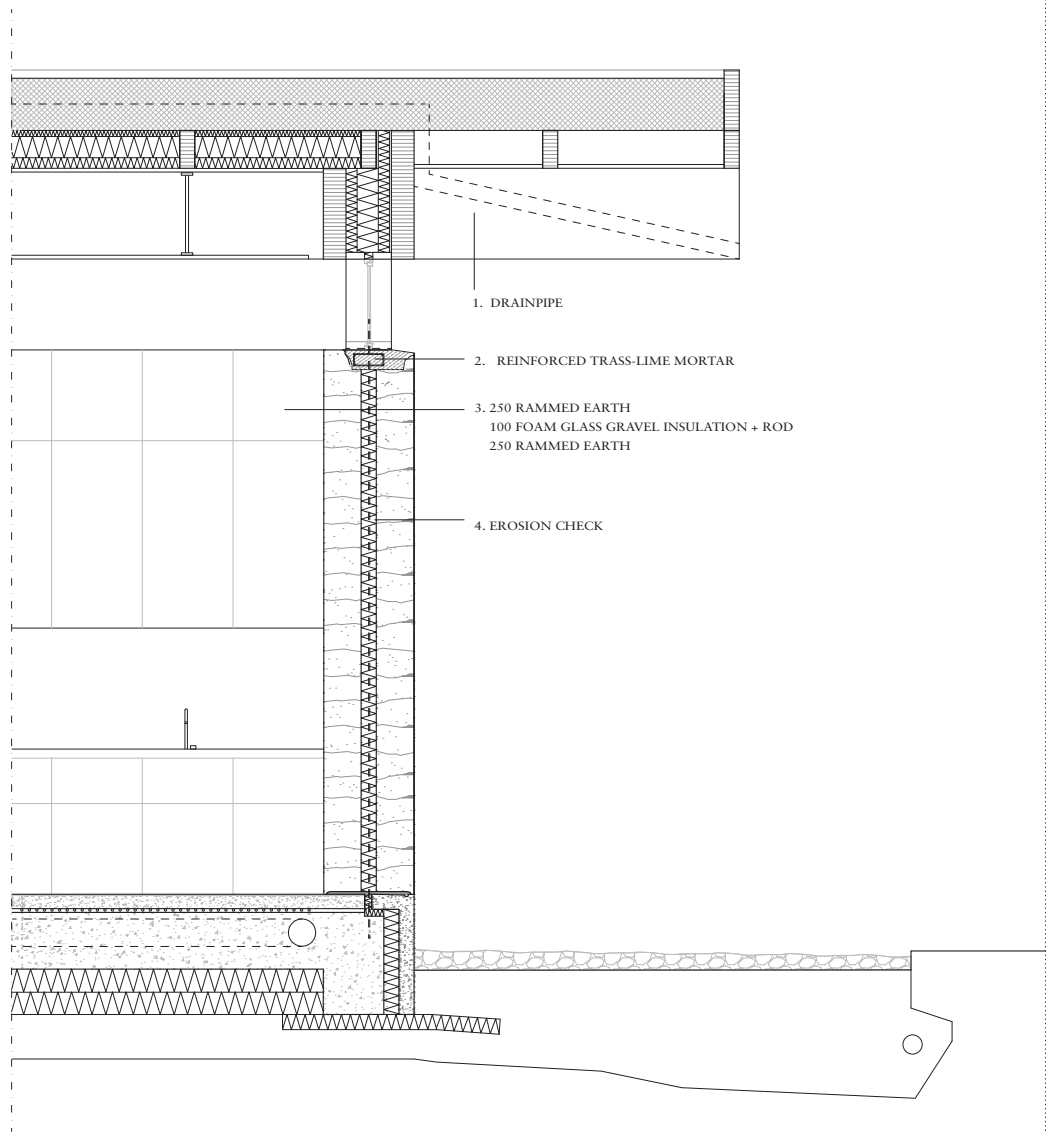 1. DRAINPIPE
2. REINFORCED TRASS-LIME MORTAR
3. 250 RAMMED EARTH
100 FOAM GLASS GRAVEL INSULATION + ROD
250 RAMMED EARTH
4. EROSION CHECK